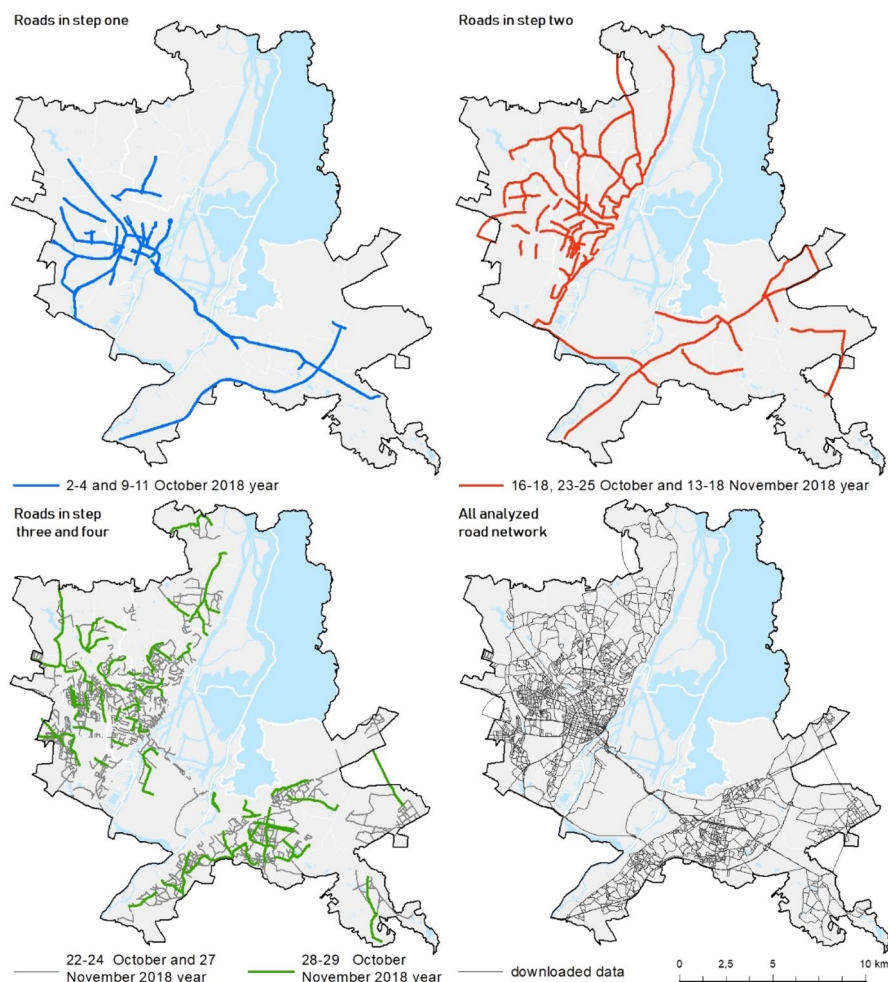 Roads in step one
Roads in step two
2-4 and 9-11 October 2018 year
16-18, 23-25 October and 13-18 November 2018 year
Roads in step
three and four
All analyzed
road network
22-24 October and 27
November 2018 year
28-29 October
November 2018 year
downloaded data
0 2,5 5 10 km